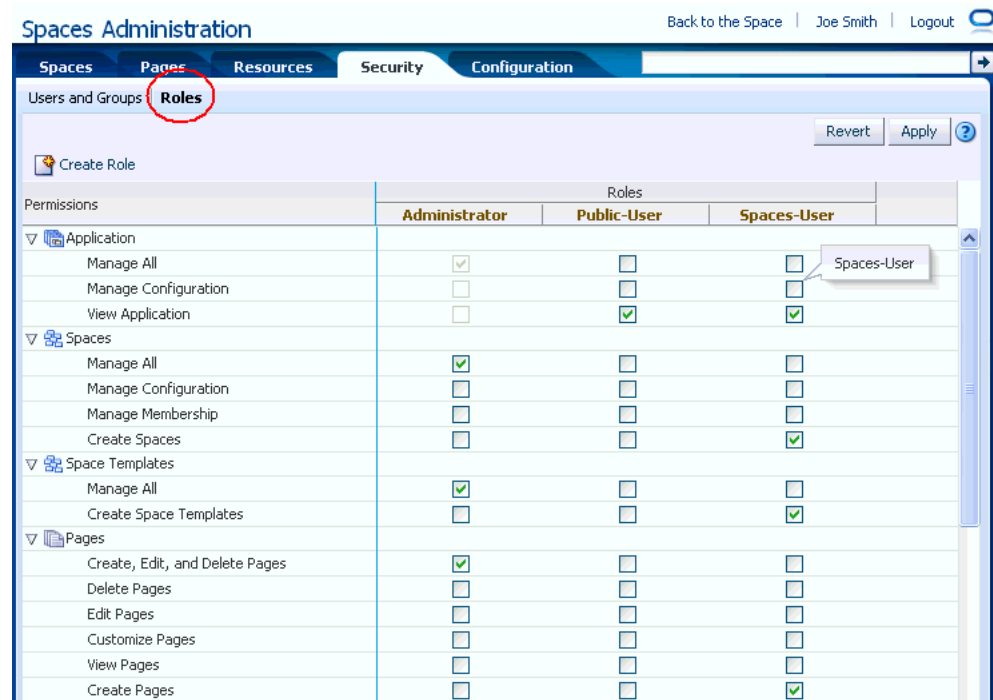 Spaces Administration
Back to the Space Joe Smith Logout
Spaces Pages Resources Security Configuration
Users and Groups Roles
Revert Apply ?
Create Role
Permissions
Roles
Administrator Public-User Spaces-User
Application
Manage All
Spaces-User
Manage Configuration
View Application
Spaces
Manage All
Manage Configuration
Manage Membership
Create Spaces
Space Templates
Manage All
Create Space Templates
Pages
Create, Edit, and Delete Pages
Delete Pages
Edit Pages
Customize Pages
View Pages
Create Pages